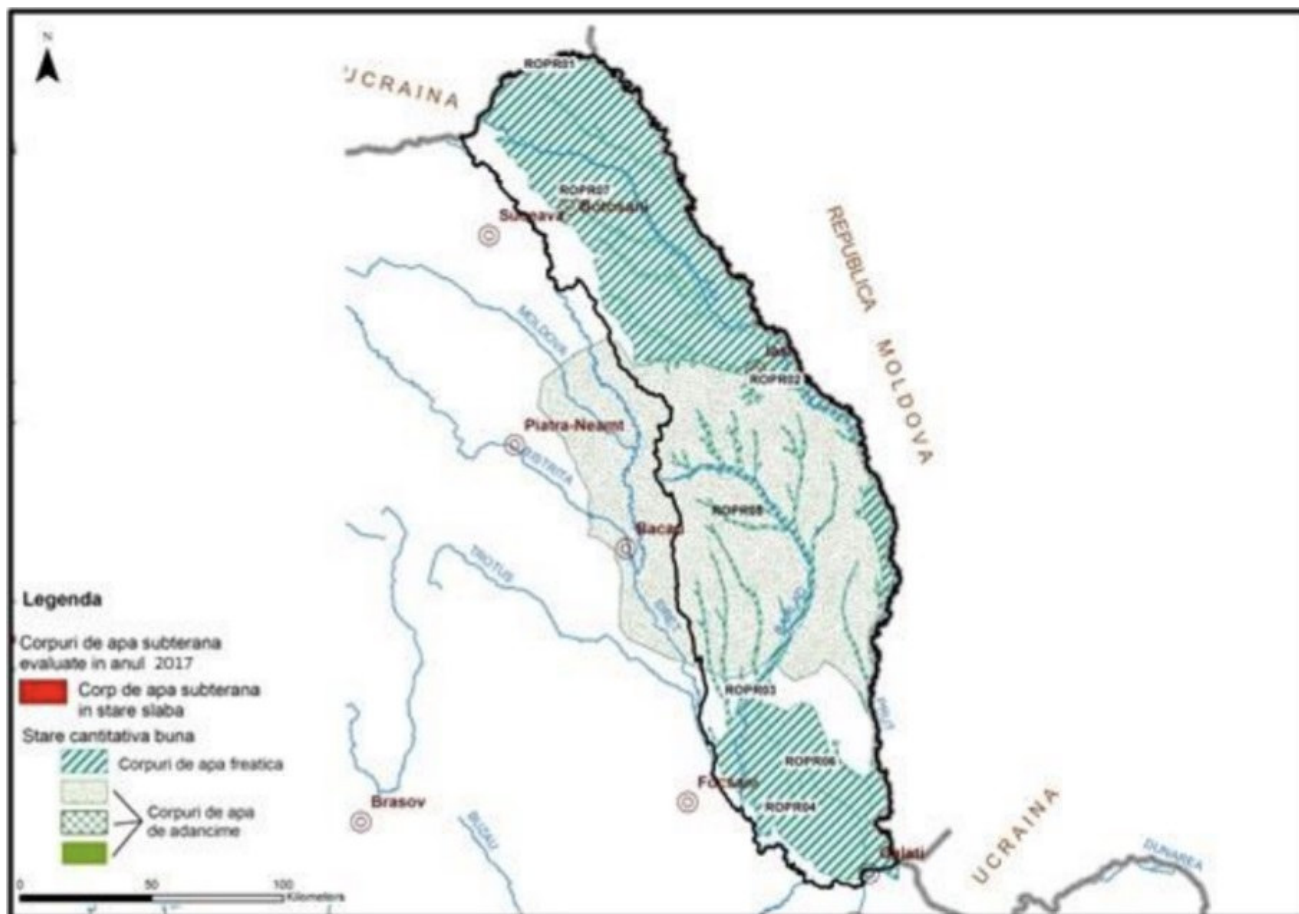 N
UCRAINA
ROPR01
ROPR07
Botosani
Suceava
REPUBLICA MOLDOVA
MOLDOVA
Iasi
ROPR02
Piatra-Neamt
BISTRITA
ROPR05
Bacau
TROTUS
SIRET
BARLAD
ROPR03
PRUT
ROPR06
Focsani
ROPR04
Brasov
BUZAU
Galati
UCRAINA
DUNAREA
Legenda
Corpuri de apa subterana
evaluate in anul 2017
Corp de apa subterana
in stare slaba
Stare cantitativa buna
Corpuri de apa freatica
Corpuri de apa
de adancime
0 50 100
Kilometers